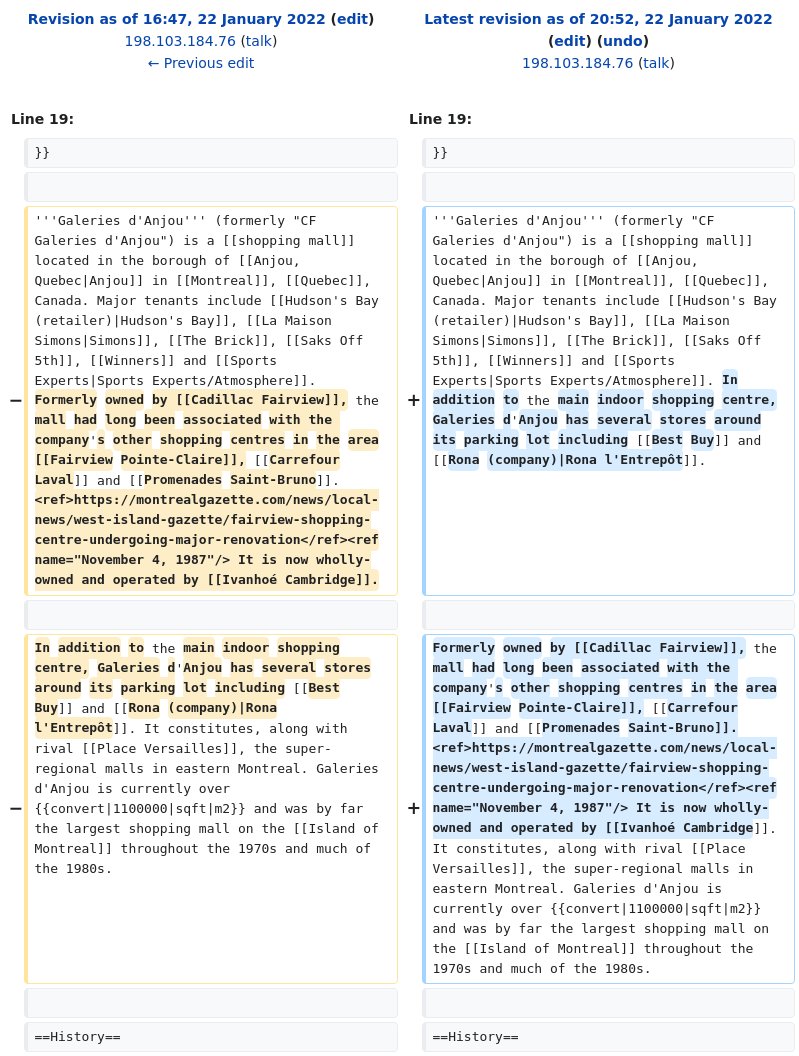 Revision as of 16:47, 22 January 2022 (edit)
198.103.184.76 (talk)
← Previous edit
Line 19:
}}
'''Galeries d'Anjou''' (formerly "CF
Galeries d'Anjou") is a [[shopping mall]]
located in the borough of [[Anjou,
Quebec|Anjou]] in [[Montreal]], [[Quebec]],
Canada. Major tenants include [[Hudson's Bay
(retailer)|Hudson's Bay]], [[La Maison
Simons|Simons]], [[The Brick]], [[Saks Off
5th]], [[Winners]] and [[Sports
Experts|Sports Experts/Atmosphere]].
− Formerly owned by [[Cadillac Fairview]], the
mall had long been associated with the
company's other shopping centres in the area
[[Fairview Pointe-Claire]], [[Carrefour
Laval]] and [[Promenades Saint-Bruno]].
<ref>https://montrealgazette.com/news/local-
news/west-island-gazette/fairview-shopping-
centre-undergoing-major-renovation</ref><ref
name="November 4, 1987"/> It is now wholly-
owned and operated by [[Ivanhoé Cambridge]].
In addition to the main indoor shopping
centre, Galeries d'Anjou has several stores
around its parking lot including [[Best
Buy]] and [[Rona (company)|Rona
l'Entrepôt]]. It constitutes, along with
rival [[Place Versailles]], the super-
regional malls in eastern Montreal. Galeries
d'Anjou is currently over
− {{convert|1100000|sqft|m2}} and was by far
the largest shopping mall on the [[Island of
Montreal]] throughout the 1970s and much of
the 1980s.
==History==
Latest revision as of 20:52, 22 January 2022
(edit) (undo)
198.103.184.76 (talk)
Line 19:
}}
'''Galeries d'Anjou''' (formerly "CF
Galeries d'Anjou") is a [[shopping mall]]
located in the borough of [[Anjou,
Quebec|Anjou]] in [[Montreal]], [[Quebec]],
Canada. Major tenants include [[Hudson's Bay
(retailer)|Hudson's Bay]], [[La Maison
Simons|Simons]], [[The Brick]], [[Saks Off
5th]], [[Winners]] and [[Sports
Experts|Sports Experts/Atmosphere]]. In
+ addition to the main indoor shopping centre,
Galeries d'Anjou has several stores around
its parking lot including [[Best Buy]] and
[[Rona (company)|Rona l'Entrepôt]].
Formerly owned by [[Cadillac Fairview]], the
mall had long been associated with the
company's other shopping centres in the area
[[Fairview Pointe-Claire]], [[Carrefour
Laval]] and [[Promenades Saint-Bruno]].
<ref>https://montrealgazette.com/news/local-
news/west-island-gazette/fairview-shopping-
centre-undergoing-major-renovation</ref><ref
+ name="November 4, 1987"/> It is now wholly-
owned and operated by [[Ivanhoé Cambridge]].
It constitutes, along with rival [[Place
Versailles]], the super-regional malls in
eastern Montreal. Galeries d'Anjou is
currently over {{convert|1100000|sqft|m2}}
and was by far the largest shopping mall on
the [[Island of Montreal]] throughout the
1970s and much of the 1980s.
==History==